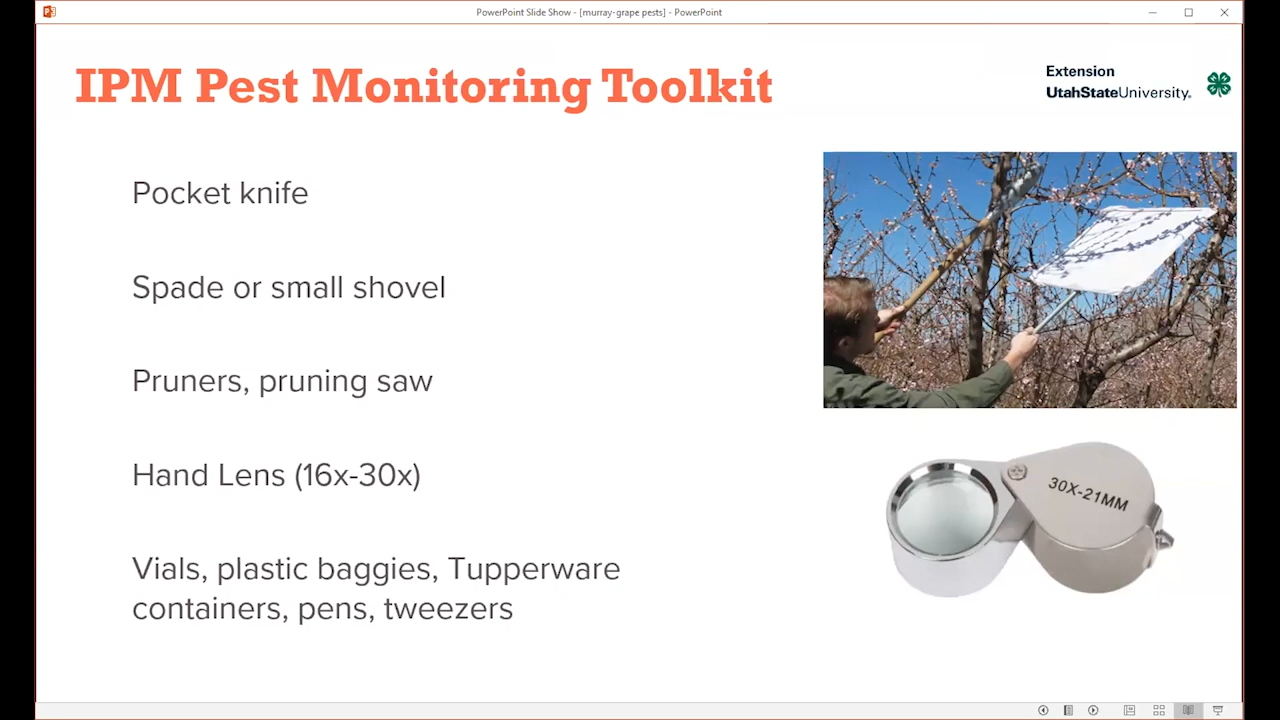 PowerPoint Slide Show - [murray-grape pests] - PowerPoint
IPM Pest Monitoring Toolkit
Extension
UtahStateUniversity.
Pocket knife
Spade or small shovel
Pruners, pruning saw
Hand Lens (16x-30x)
30X-21MM
Vials, plastic baggies, Tupperware
containers, pens, tweezers